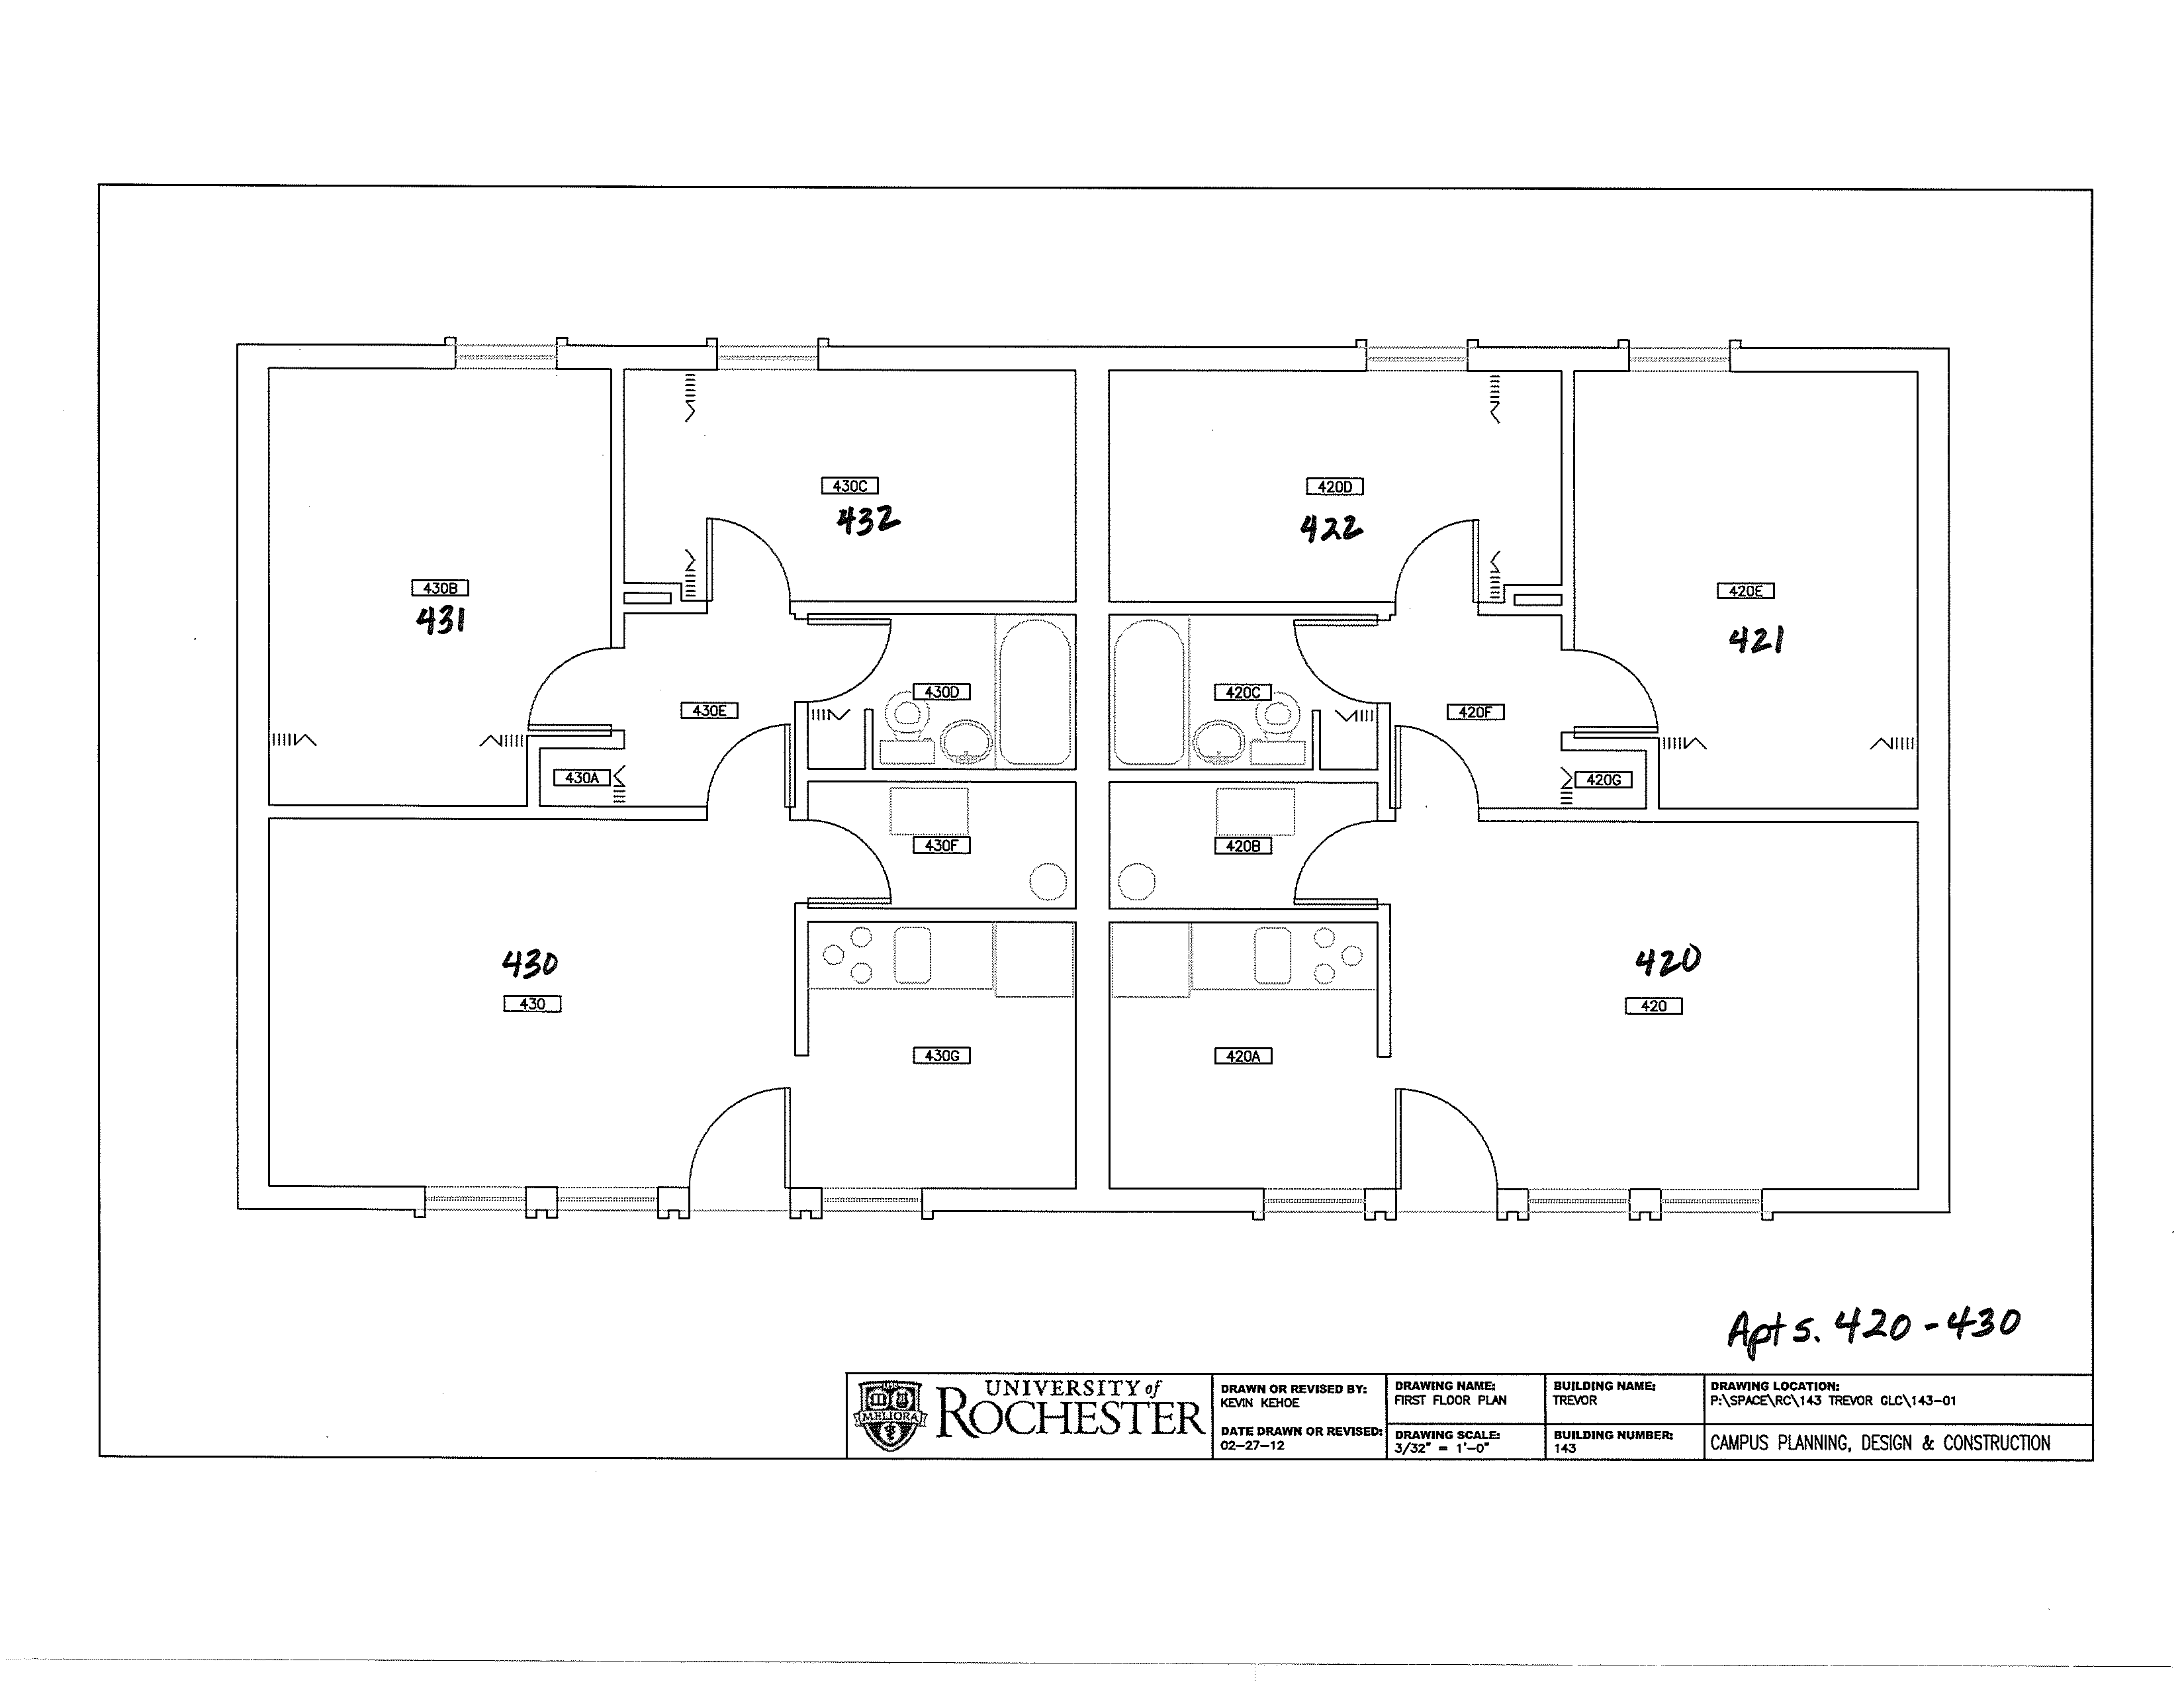 430C
432
420D
422
430B
431
420E
421
430D
420C
430E
420F
430A
420G
430F
420B
430
430
420
420
430G
420A
Apts. 420-430
UNIVERSITY of
ROCHESTER
MELIORA
DRAWN OR REVISED BY:
KEVIN KEHOE
DATE DRAWN OR REVISED:
02-27-12
DRAWING NAME:
FIRST FLOOR PLAN
DRAWING SCALE:
3/32" = 1'-0"
BUILDING NAME:
TREVOR
BUILDING NUMBER:
143
DRAWING LOCATION:
P:\SPACE\RC\143 TREVOR GLC\143-01
CAMPUS PLANNING, DESIGN & CONSTRUCTION